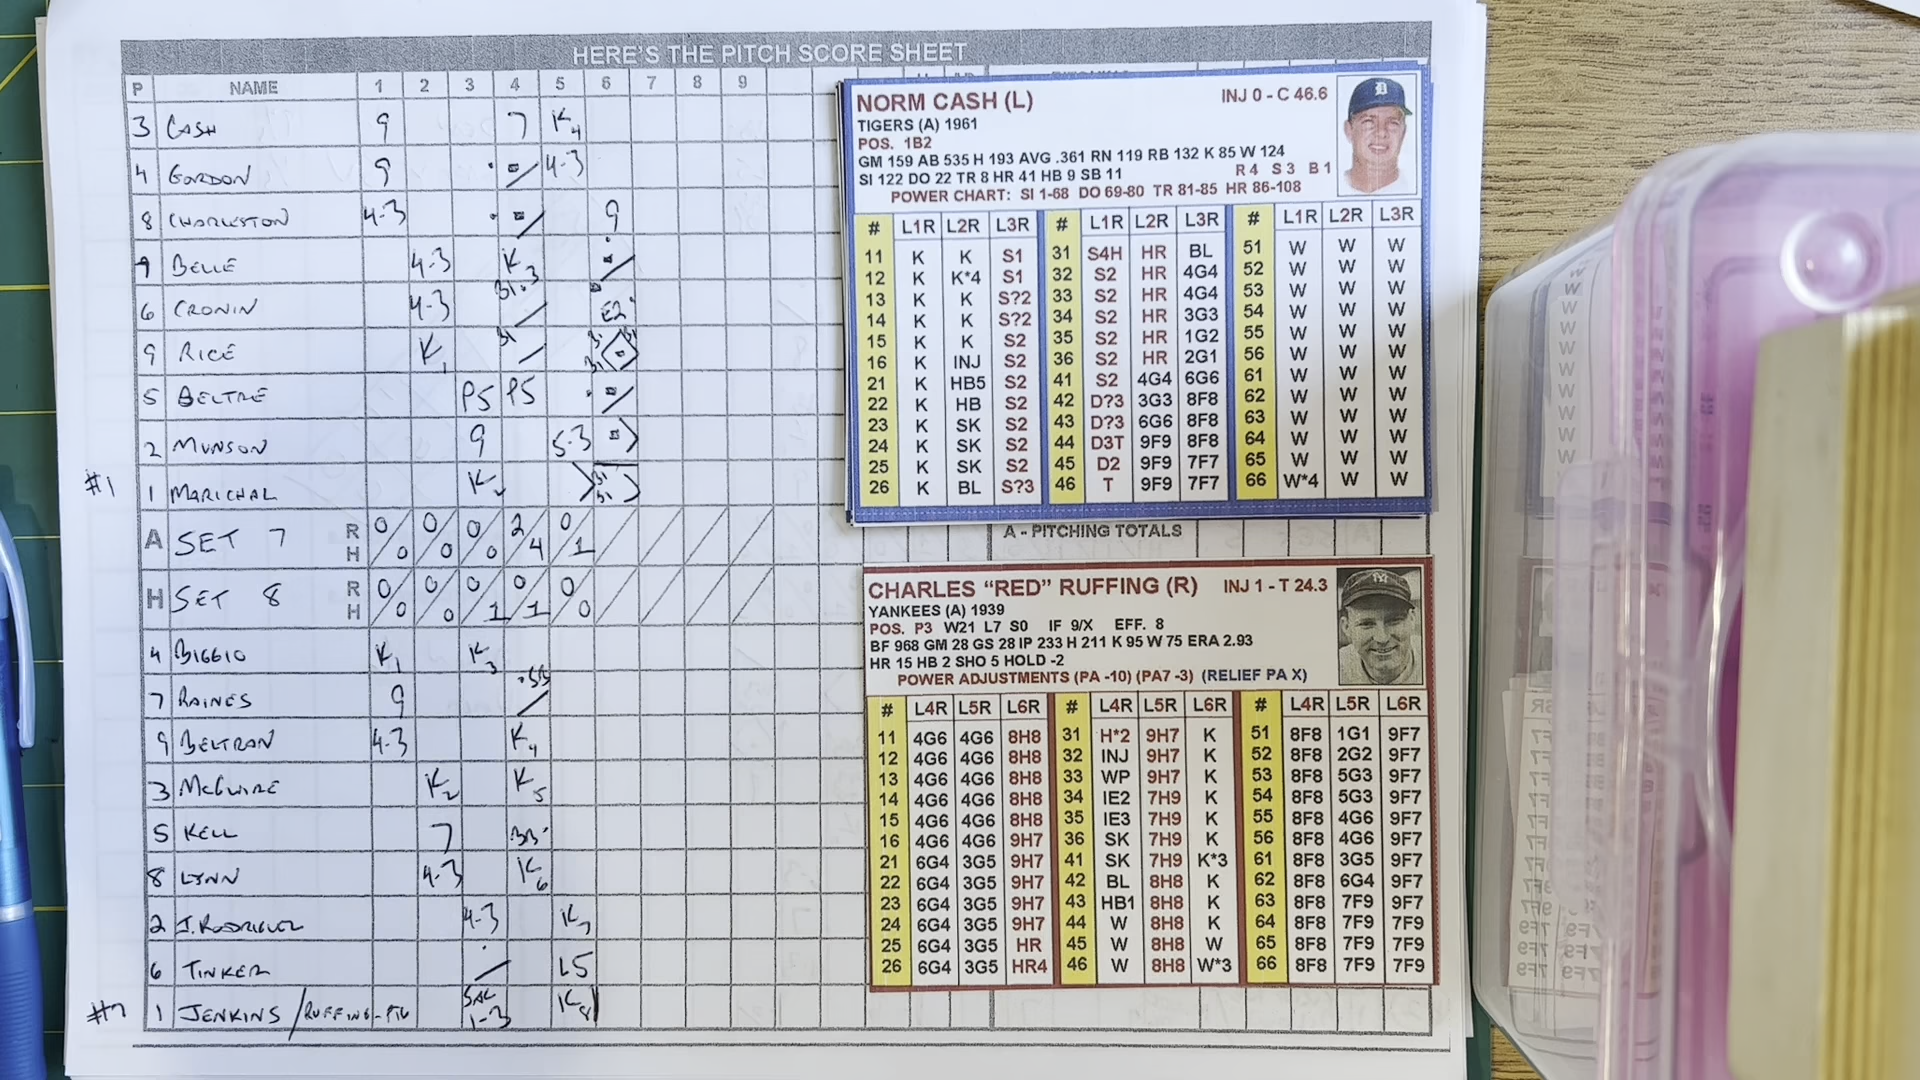 HERE'S THE PITCH SCORE SHEET
P NAME 1 2 3 4 5 6 7 8 9
3 CASH 9 7 K4
4 GORDON 9 4-3
8 CHARLESTON 4-3 9
9 BELLE 4-3 K3
6 CRONIN 4-3 E2
9 RICE K1
5 BELTRE P5 P5
2 MUNSON 9 5-3
#1 1 MARICHAL K2
A SET 7 R H 0/0 0/0 0/0 2/4 0/1
H SET 8 R H 0/0 0/0 0/1 0/1 0/0
4 BIGGIO K1 K3
7 RAINES 9 SB
9 BELTRAN 4-3 K4
3 McGWIRE K2 K5
5 KELL 7 BB
8 LYNN 4-3 K6
2 J. RODRIGUEZ 4-3 K7
6 TINKER L5
1 JENKINS / RUFFING-P16 SAC 1-3 K8
NORM CASH (L) INJ 0 - C 46.6
TIGERS (A) 1961
POS. 1B2
GM 159 AB 535 H 193 AVG .361 RN 119 RB 132 K 85 W 124
SI 122 DO 22 TR 8 HR 41 HB 9 SB 11 R 4 S 3 B 1
POWER CHART: SI 1-68 DO 69-80 TR 81-85 HR 86-108
# L1R L2R L3R # L1R L2R L3R # L1R L2R L3R
11 K K S1 31 S4H HR BL 51 W W W
12 K K*4 S1 32 S2 HR 4G4 52 W W W
13 K K S?2 33 S2 HR 4G4 53 W W W
14 K K S?2 34 S2 HR 3G3 54 W W W
15 K K S2 35 S2 HR 1G2 55 W W W
16 K INJ S2 36 S2 HR 2G1 56 W W W
21 K HB5 S2 41 S2 4G4 6G6 61 W W W
22 K HB S2 42 D?3 3G3 8F8 62 W W W
23 K SK S2 43 D?3 6G6 8F8 63 W W W
24 K SK S2 44 D3T 9F9 8F8 64 W W W
25 K SK S2 45 D2 9F9 7F7 65 W W W
26 K BL S?3 46 T 9F9 7F7 66 W*4 W W
A - PITCHING TOTALS
CHARLES "RED" RUFFING (R) INJ 1 - T 24.3
YANKEES (A) 1939
POS. P3 W21 L7 S0 IF 9/X EFF. 8
BF 968 GM 28 GS 28 IP 233 H 211 K 95 W 75 ERA 2.93
HR 15 HB 2 SHO 5 HOLD -2
POWER ADJUSTMENTS (PA -10) (PA7 -3) (RELIEF PA X)
# L4R L5R L6R # L4R L5R L6R # L4R L5R L6R
11 4G6 4G6 8H8 31 H*2 9H7 K 51 8F8 1G1 9F7
12 4G6 4G6 8H8 32 INJ 9H7 K 52 8F8 2G2 9F7
13 4G6 4G6 8H8 33 WP 9H7 K 53 8F8 5G3 9F7
14 4G6 4G6 8H8 34 IE2 7H9 K 54 8F8 5G3 9F7
15 4G6 4G6 8H8 35 IE3 7H9 K 55 8F8 4G6 9F7
16 4G6 4G6 9H7 36 SK 7H9 K 56 8F8 4G6 9F7
21 6G4 3G5 9H7 41 SK 7H9 K*3 61 8F8 3G5 9F7
22 6G4 3G5 9H7 42 BL 8H8 K 62 8F8 6G4 9F7
23 6G4 3G5 9H7 43 HB1 8H8 K 63 8F8 7F9 9F7
24 6G4 3G5 9H7 44 W 8H8 K 64 8F8 7F9 7F9
25 6G4 3G5 HR 45 W 8H8 W 65 8F8 7F9 7F9
26 6G4 3G5 HR4 46 W 8H8 W*3 66 8F8 7F9 7F9